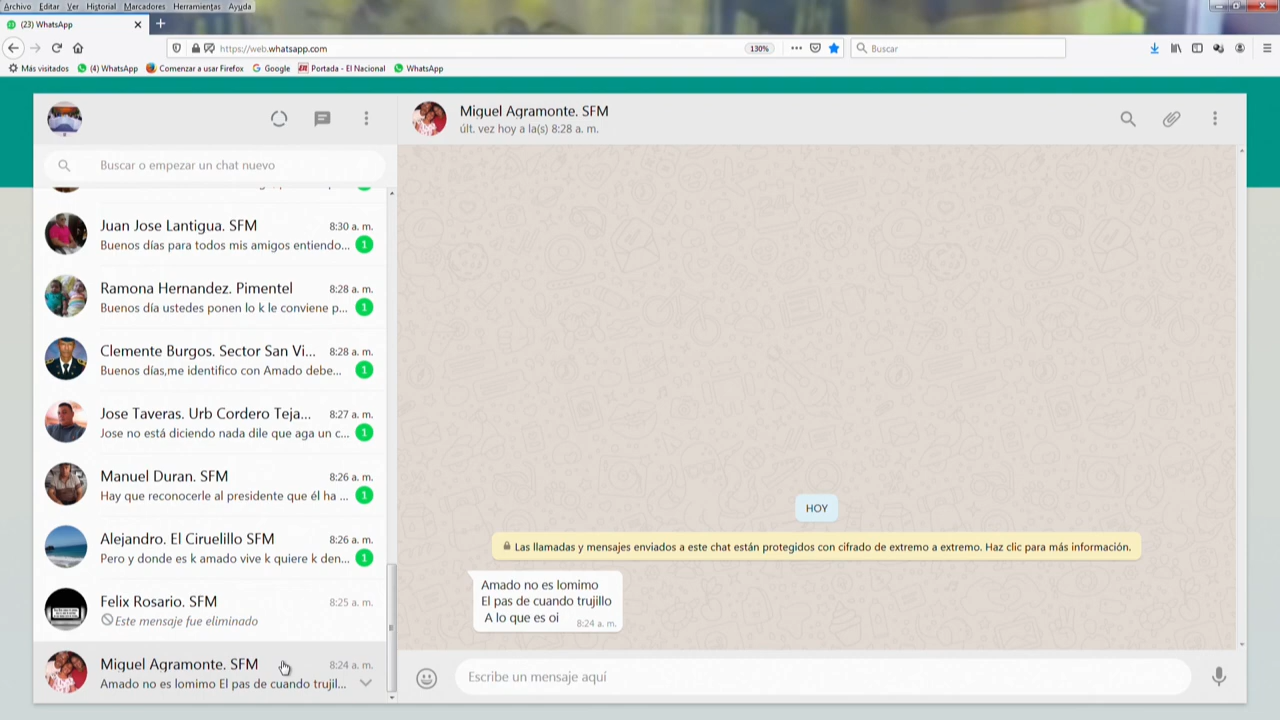 Archivo Editar Ver Historial Marcadores Herramientas Ayuda
(23) WhatsApp
https://web.whatsapp.com
130%
Buscar
Más visitados
(4) WhatsApp
Comenzar a usar Firefox
Google
Portada - El Nacional
WhatsApp
Buscar o empezar un chat nuevo
Juan Jose Lantigua. SFM 8:30 a. m.
Buenos días para todos mis amigos entiendo... 1
Ramona Hernandez. Pimentel 8:28 a. m.
Buenos día ustedes ponen lo k le conviene p... 1
Clemente Burgos. Sector San Vi... 8:28 a. m.
Buenos días,me identifico con Amado debe... 1
Jose Taveras. Urb Cordero Teja... 8:27 a. m.
Jose no está diciendo nada dile que aga un c... 1
Manuel Duran. SFM 8:26 a. m.
Hay que reconocerle al presidente que él ha ... 1
Alejandro. El Ciruelillo SFM 8:26 a. m.
Pero y donde es k amado vive k quiere k den... 1
Felix Rosario. SFM 8:25 a. m.
Este mensaje fue eliminado
Miguel Agramonte. SFM 8:24 a. m.
Amado no es lomimo El pas de cuando trujil...
Miguel Agramonte. SFM
últ. vez hoy a la(s) 8:28 a. m.
HOY
Las llamadas y mensajes enviados a este chat están protegidos con cifrado de extremo a extremo. Haz clic para más información.
Amado no es lomimo
El pas de cuando trujillo
A lo que es oi 8:24 a. m.
Escribe un mensaje aquí